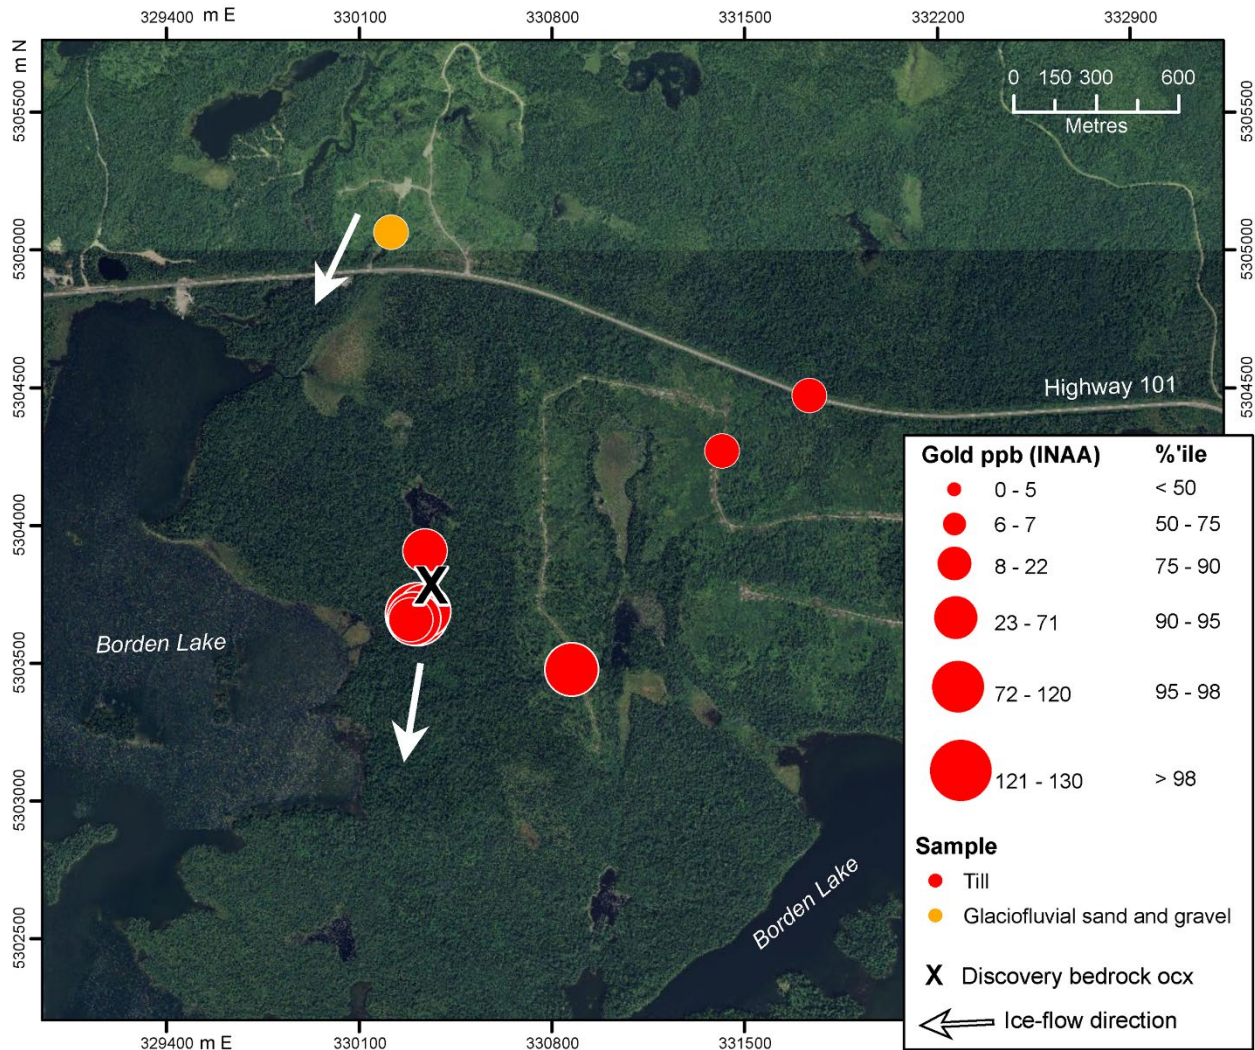 329400 m E 330100 330800 331500 332200 332900
5305500 m N
5305000
5304500
5304000
5303500
5303000
5302500
0 150 300 600
Metres
5305500
5305000
5304500
Highway 101
Borden Lake
Borden Lake
Gold ppb (INAA) %'ile
0 - 5 < 50
6 - 7 50 - 75
8 - 22 75 - 90
23 - 71 90 - 95
72 - 120 95 - 98
121 - 130 > 98
Sample
Till
Glaciofluvial sand and gravel
X Discovery bedrock ocx
Ice-flow direction
X
329400 m E 330100 330800 331500